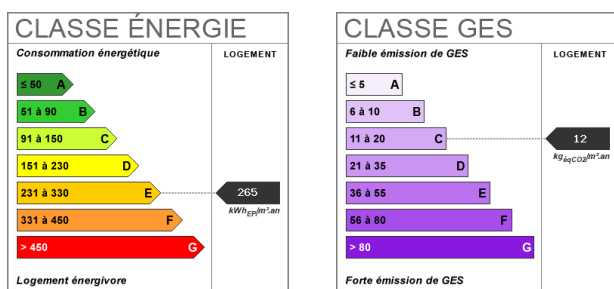 CLASSE ÉNERGIE
Consommation énergétique
LOGEMENT
≤ 50 A
51 à 90 B
91 à 150 C
151 à 230 D
231 à 330 E
265
kWhEP/m².an
331 à 450 F
> 450 G
Logement énergivore
CLASSE GES
Faible émission de GES
LOGEMENT
≤ 5 A
6 à 10 B
11 à 20 C
12
kgéqCO2/m².an
21 à 35 D
36 à 55 E
56 à 80 F
> 80 G
Forte émission de GES